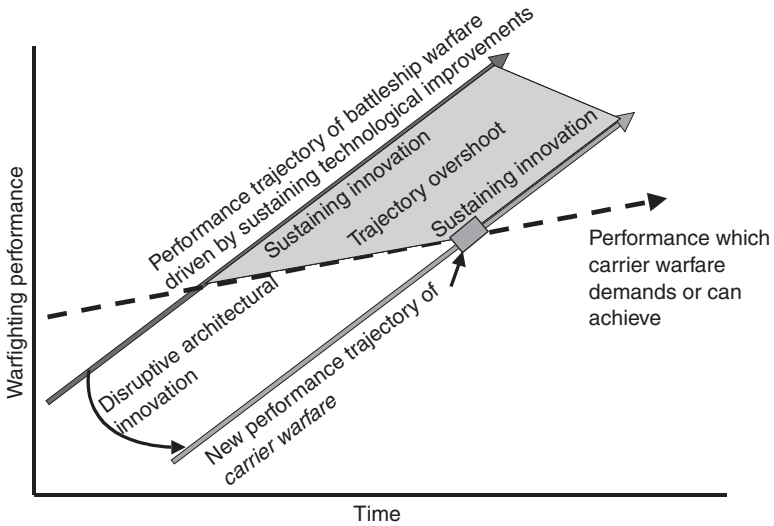 Performance trajectory of battleship warfare
driven by sustaining technological improvements
Sustaining innovation
Trajectory overshoot
Sustaining innovation
Warfighting performance
Performance which
carrier warfare
demands or can
achieve
Disruptive architectural
innovation
New performance trajectory of
carrier warfare
Time